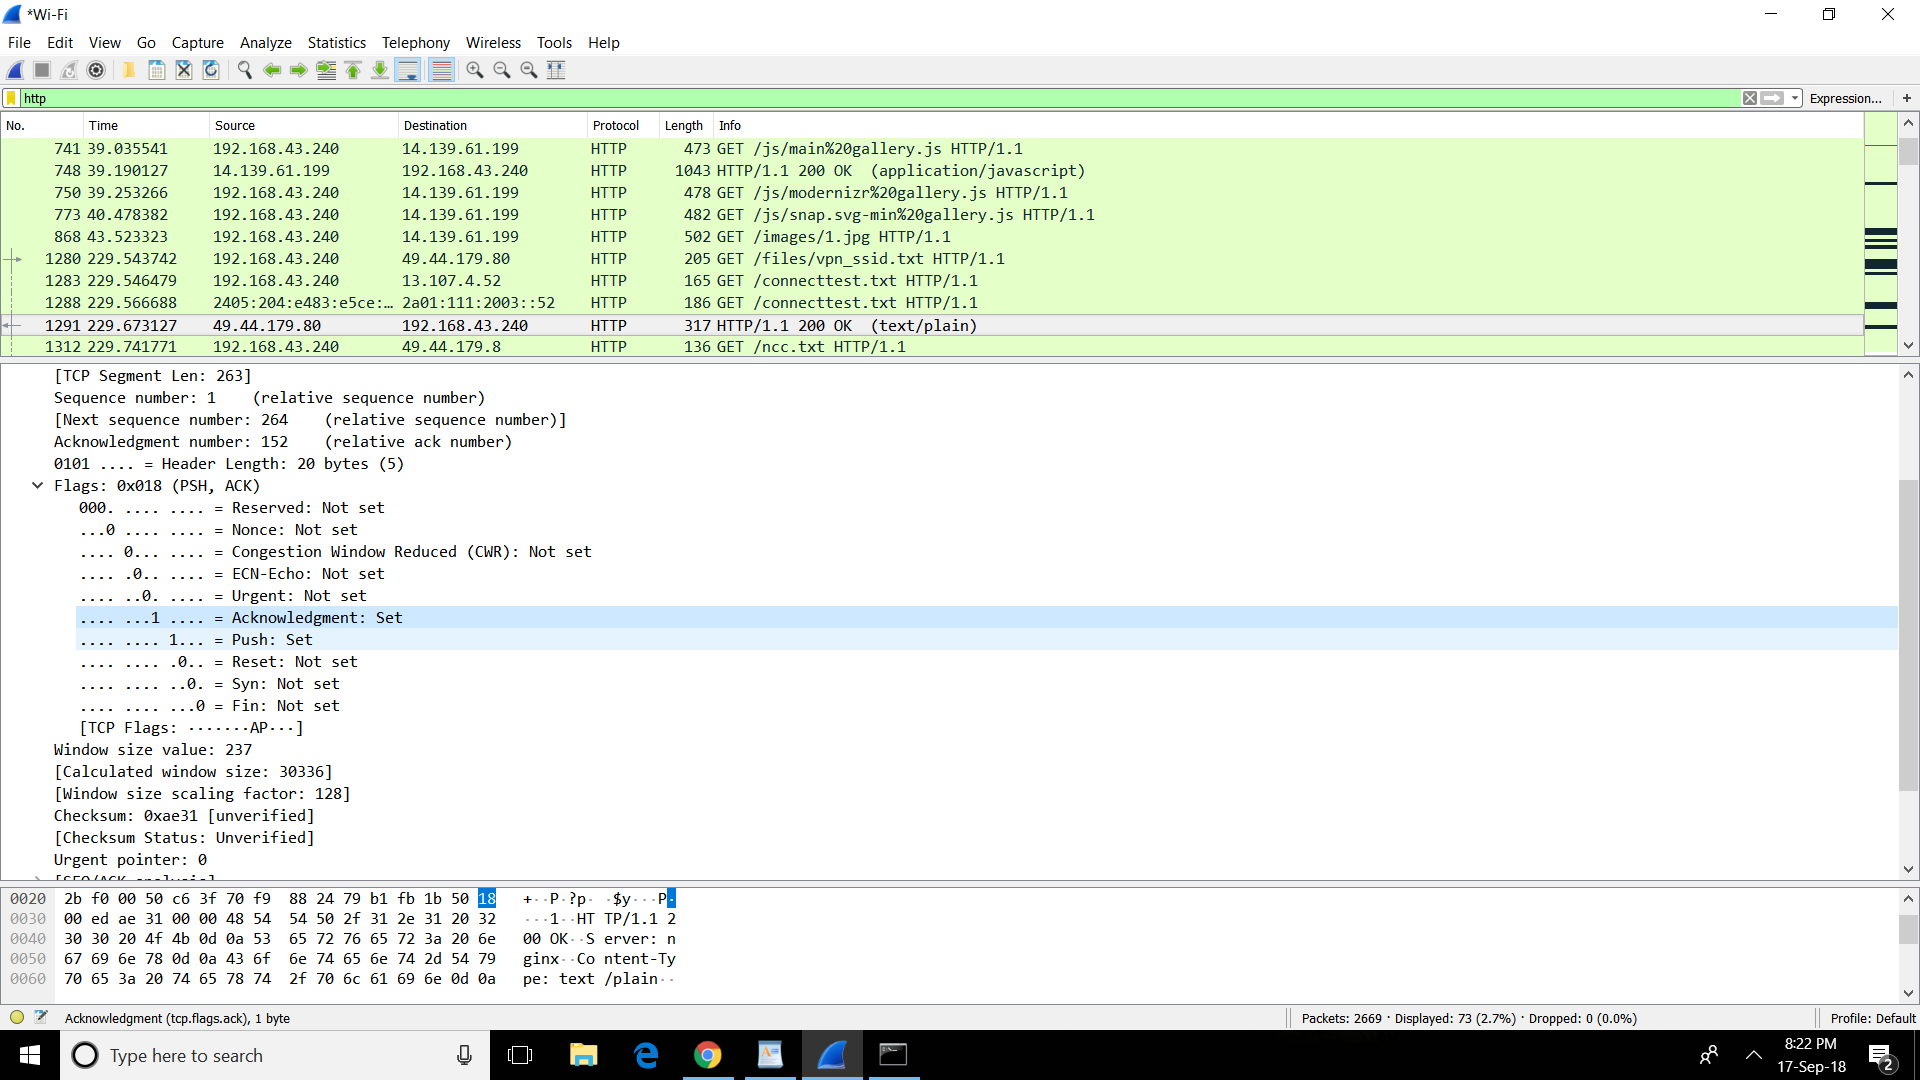 *Wi-Fi
File Edit View Go Capture Analyze Statistics Telephony Wireless Tools Help
http Expression... +
No. Time Source Destination Protocol Length Info
741 39.035541 192.168.43.240 14.139.61.199 HTTP 473 GET /js/main%20gallery.js HTTP/1.1
748 39.190127 14.139.61.199 192.168.43.240 HTTP 1043 HTTP/1.1 200 OK (application/javascript)
750 39.253266 192.168.43.240 14.139.61.199 HTTP 478 GET /js/modernizr%20gallery.js HTTP/1.1
773 40.478382 192.168.43.240 14.139.61.199 HTTP 482 GET /js/snap.svg-min%20gallery.js HTTP/1.1
868 43.523323 192.168.43.240 14.139.61.199 HTTP 502 GET /images/1.jpg HTTP/1.1
1280 229.543742 192.168.43.240 49.44.179.80 HTTP 205 GET /files/vpn_ssid.txt HTTP/1.1
1283 229.546479 192.168.43.240 13.107.4.52 HTTP 165 GET /connecttest.txt HTTP/1.1
1288 229.566688 2405:204:e483:e5ce:... 2a01:111:2003::52 HTTP 186 GET /connecttest.txt HTTP/1.1
1291 229.673127 49.44.179.80 192.168.43.240 HTTP 317 HTTP/1.1 200 OK (text/plain)
1312 229.741771 192.168.43.240 49.44.179.8 HTTP 136 GET /ncc.txt HTTP/1.1
[TCP Segment Len: 263]
Sequence number: 1 (relative sequence number)
[Next sequence number: 264 (relative sequence number)]
Acknowledgment number: 152 (relative ack number)
0101 .... = Header Length: 20 bytes (5)
Flags: 0x018 (PSH, ACK)
000. .... .... = Reserved: Not set
...0 .... .... = Nonce: Not set
.... 0... .... = Congestion Window Reduced (CWR): Not set
.... .0.. .... = ECN-Echo: Not set
.... ..0. .... = Urgent: Not set
.... ...1 .... = Acknowledgment: Set
.... .... 1... = Push: Set
.... .... .0.. = Reset: Not set
.... .... ..0. = Syn: Not set
.... .... ...0 = Fin: Not set
[TCP Flags: ·······AP···]
Window size value: 237
[Calculated window size: 30336]
[Window size scaling factor: 128]
Checksum: 0xae31 [unverified]
[Checksum Status: Unverified]
Urgent pointer: 0
[SEQ/ACK analysis]
0020 2b f0 00 50 c6 3f 70 f9 88 24 79 b1 fb 1b 50 18 +··P·?p· ·$y···P·
0030 00 ed ae 31 00 00 48 54 54 50 2f 31 2e 31 20 32 ···1··HT TP/1.1 2
0040 30 30 20 4f 4b 0d 0a 53 65 72 76 65 72 3a 20 6e 00 OK··S erver: n
0050 67 69 6e 78 0d 0a 43 6f 6e 74 65 6e 74 2d 54 79 ginx··Co ntent-Ty
0060 70 65 3a 20 74 65 78 74 2f 70 6c 61 69 6e 0d 0a pe: text /plain··
Acknowledgment (tcp.flags.ack), 1 byte Packets: 2669 · Displayed: 73 (2.7%) · Dropped: 0 (0.0%) Profile: Default
Type here to search 8:22 PM
17-Sep-18 2